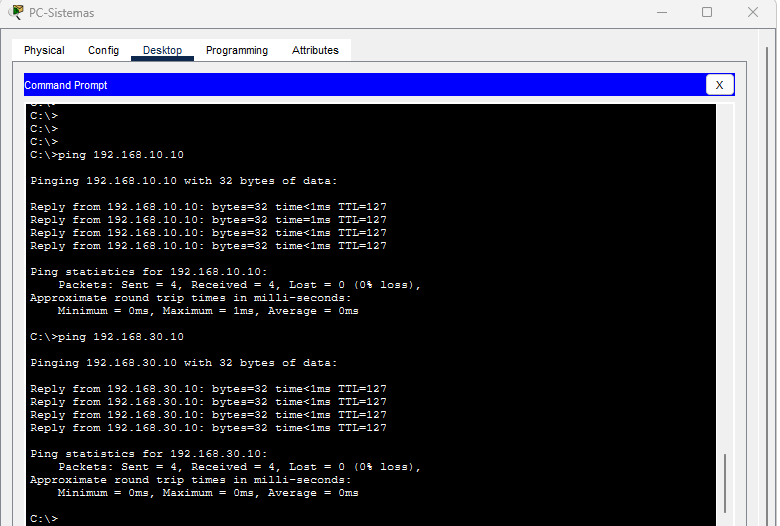 PC-Sistemas
Physical Config Desktop Programming Attributes
Command Prompt X
C:\>
C:\>
C:\>
C:\>
C:\>ping 192.168.10.10
Pinging 192.168.10.10 with 32 bytes of data:
Reply from 192.168.10.10: bytes=32 time<1ms TTL=127
Reply from 192.168.10.10: bytes=32 time=1ms TTL=127
Reply from 192.168.10.10: bytes=32 time<1ms TTL=127
Reply from 192.168.10.10: bytes=32 time<1ms TTL=127
Ping statistics for 192.168.10.10:
Packets: Sent = 4, Received = 4, Lost = 0 (0% loss),
Approximate round trip times in milli-seconds:
Minimum = 0ms, Maximum = 1ms, Average = 0ms
C:\>ping 192.168.30.10
Pinging 192.168.30.10 with 32 bytes of data:
Reply from 192.168.30.10: bytes=32 time<1ms TTL=127
Reply from 192.168.30.10: bytes=32 time<1ms TTL=127
Reply from 192.168.30.10: bytes=32 time<1ms TTL=127
Reply from 192.168.30.10: bytes=32 time<1ms TTL=127
Ping statistics for 192.168.30.10:
Packets: Sent = 4, Received = 4, Lost = 0 (0% loss),
Approximate round trip times in milli-seconds:
Minimum = 0ms, Maximum = 0ms, Average = 0ms
C:\>